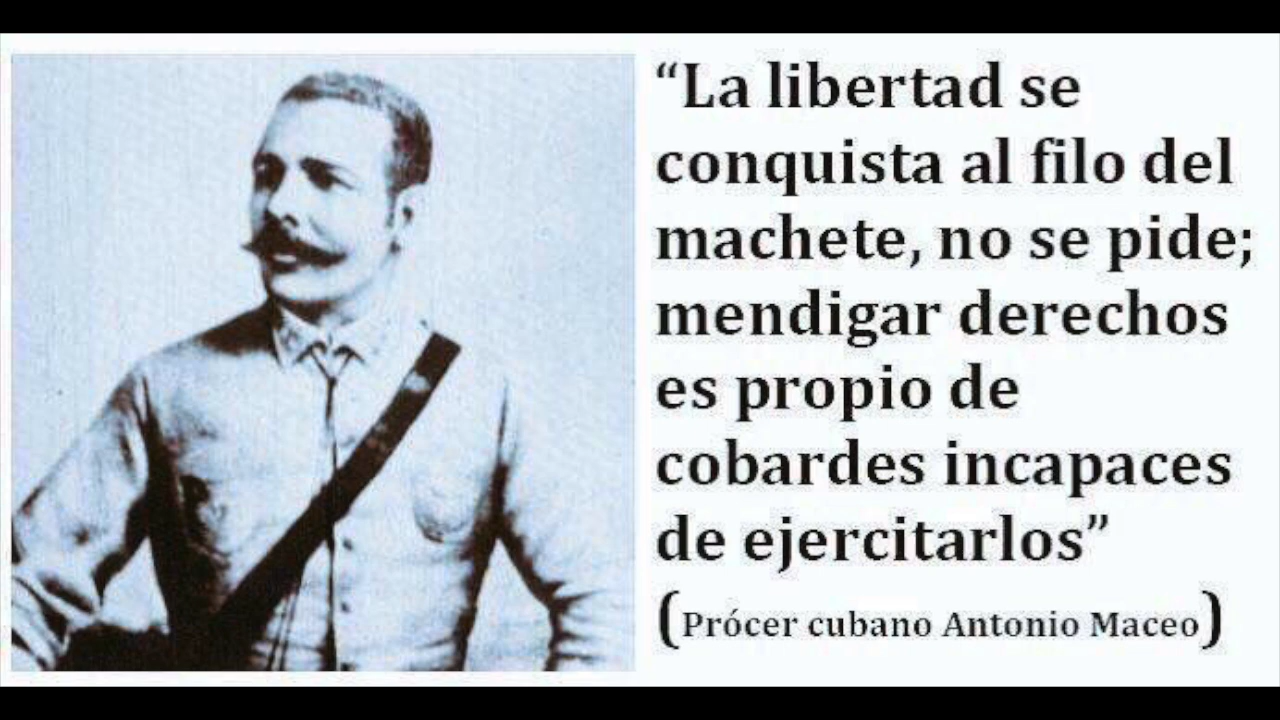 “La libertad se
conquista al filo del
machete, no se pide;
mendigar derechos
es propio de
cobardes incapaces
de ejercitarlos”
(Prócer cubano Antonio Maceo)